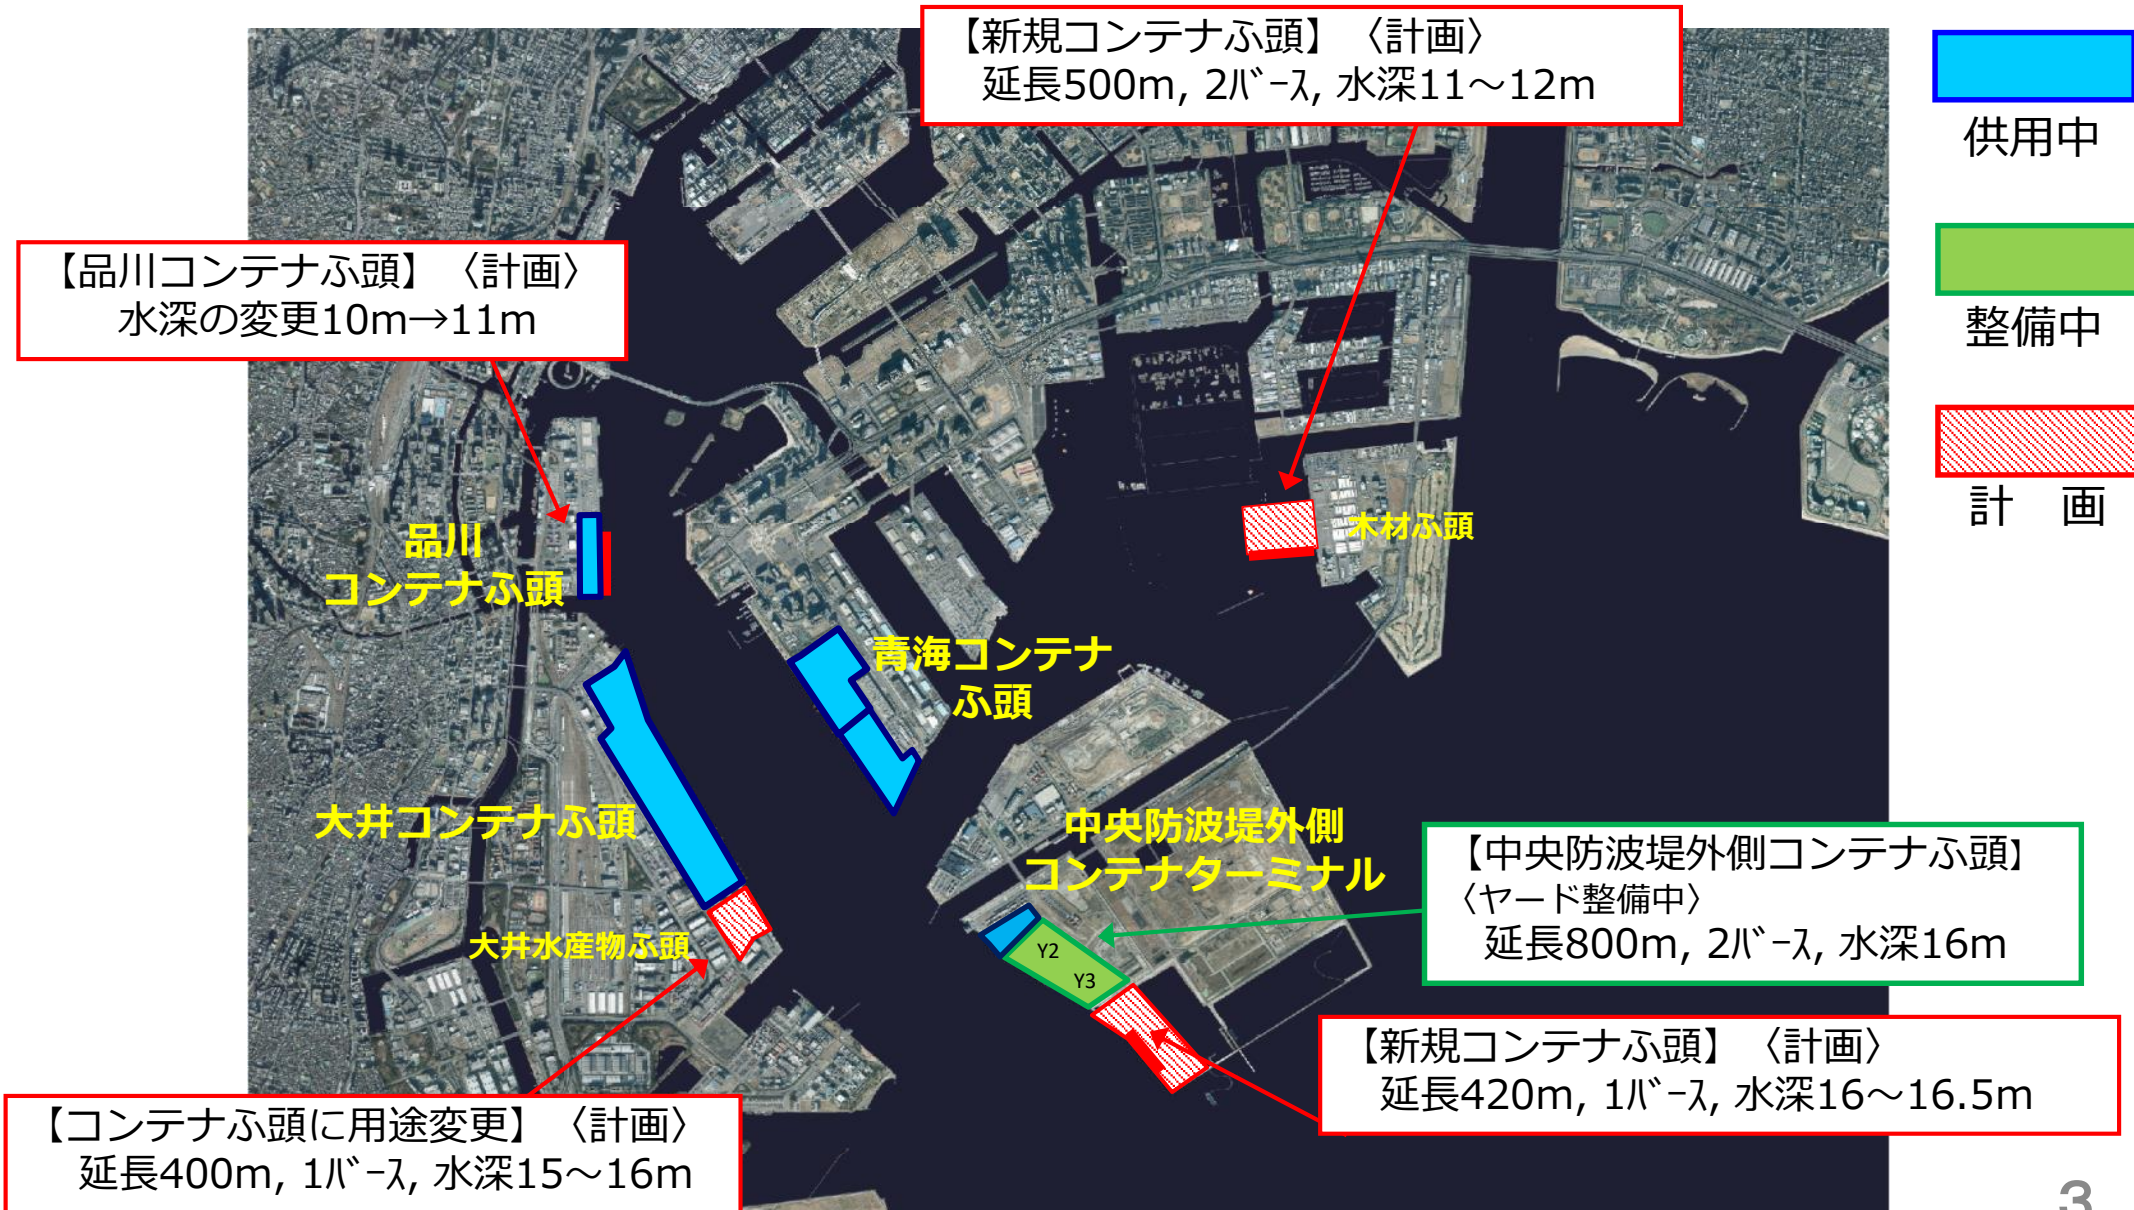 【新規コンテナふ頭】〈計画〉
延長500m, 2ﾊﾞｰｽ, 水深11～12m
供用中
整備中
計　画
【品川コンテナふ頭】〈計画〉
水深の変更10m→11m
品川
コンテナふ頭
木材ふ頭
青海コンテナ
ふ頭
大井コンテナふ頭
大井水産物ふ頭
中央防波堤外側
コンテナターミナル
Y2
Y3
【中央防波堤外側コンテナふ頭】
〈ヤード整備中〉
延長800m, 2ﾊﾞｰｽ, 水深16m
【新規コンテナふ頭】〈計画〉
延長420m, 1ﾊﾞｰｽ, 水深16～16.5m
【コンテナふ頭に用途変更】〈計画〉
延長400m, 1ﾊﾞｰｽ, 水深15～16m
3